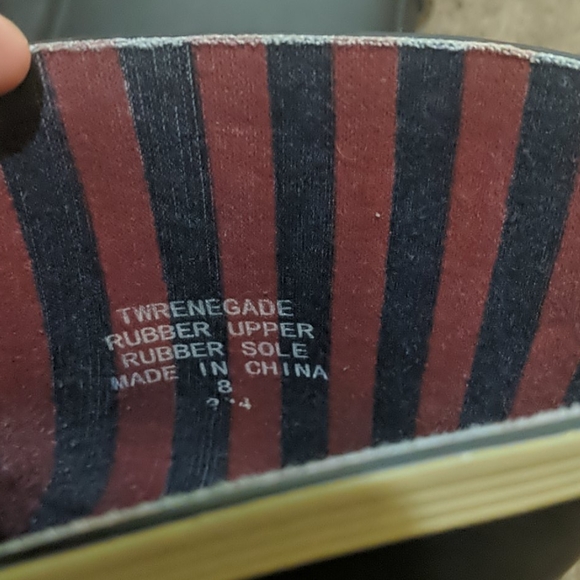 TWRENEGADE
RUBBER UPPER
RUBBER SOLE
MADE IN CHINA
8